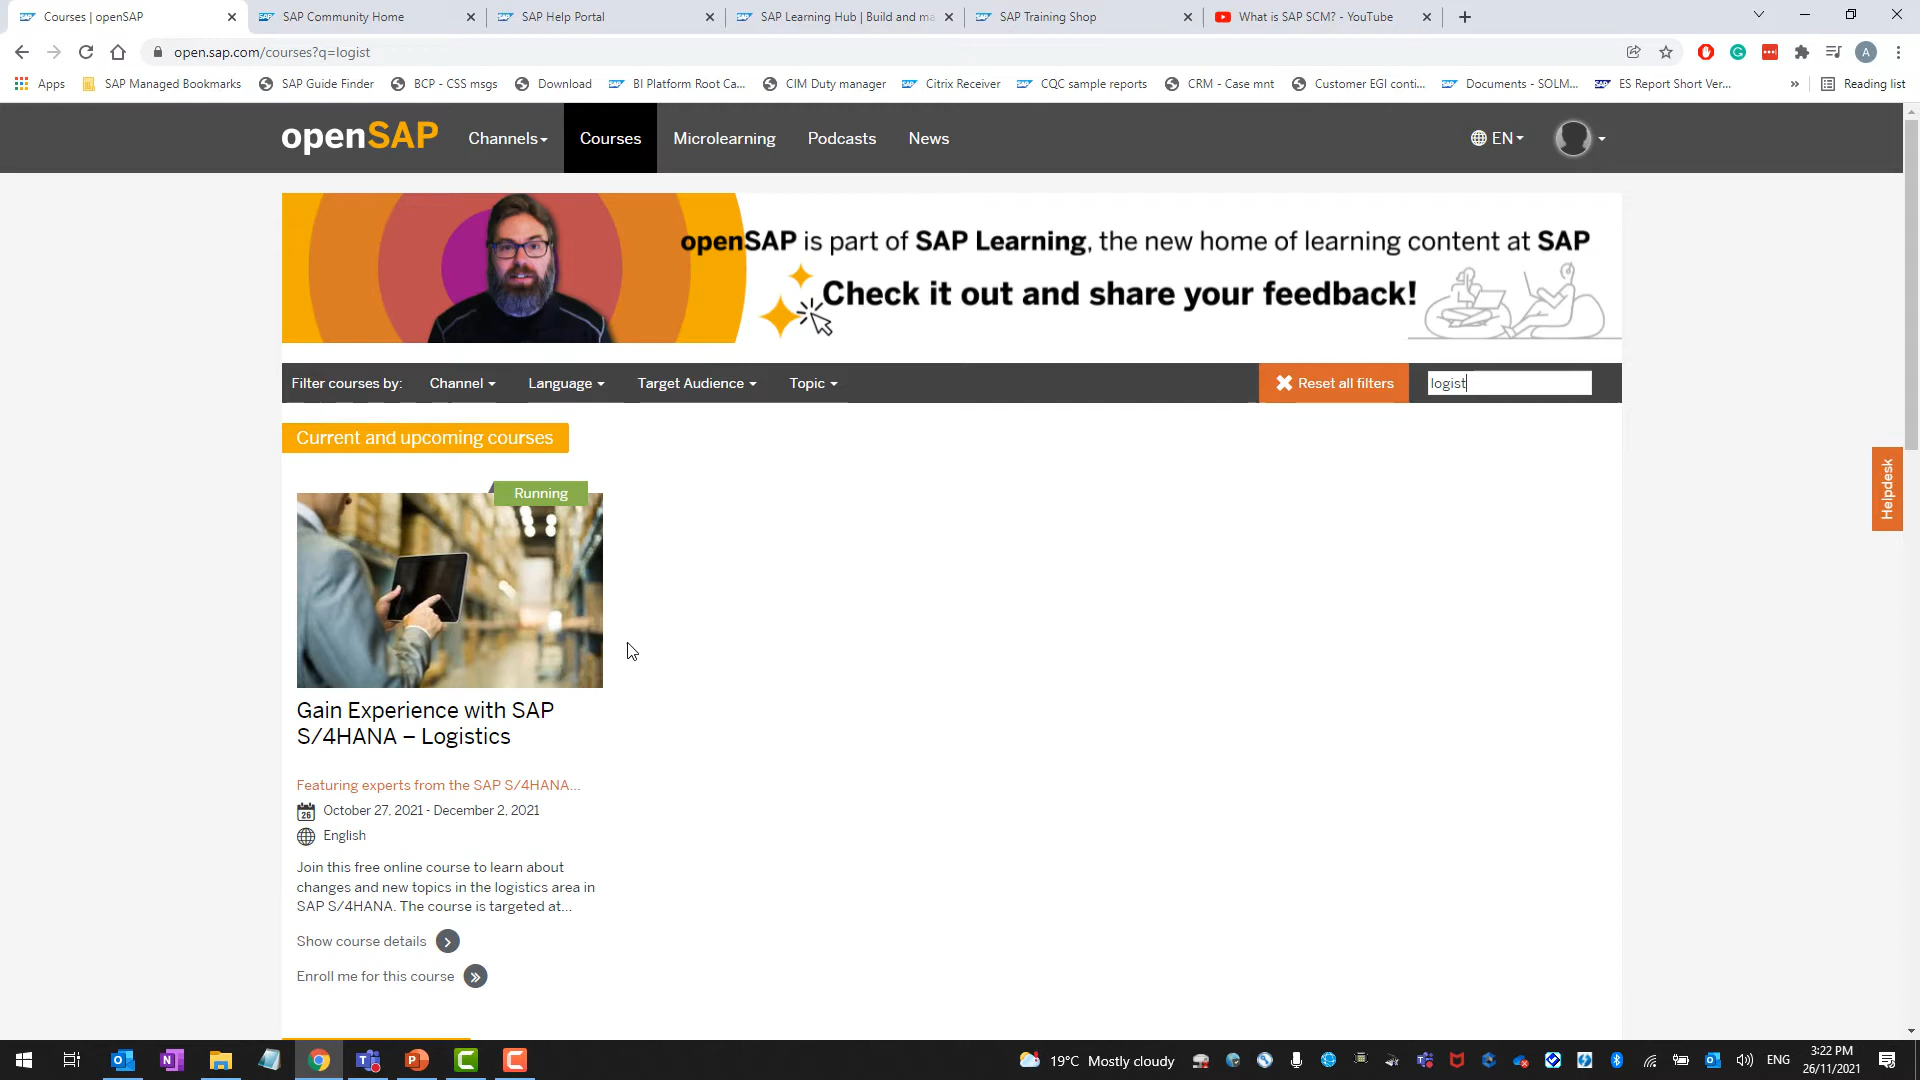 Courses | openSAP
SAP Community Home
SAP Help Portal
SAP Learning Hub | Build and ma
SAP Training Shop
What is SAP SCM? - YouTube
open.sap.com/courses?q=logist
A
Apps
SAP Managed Bookmarks
SAP Guide Finder
BCP - CSS msgs
Download
BI Platform Root Ca...
CIM Duty manager
Citrix Receiver
CQC sample reports
CRM - Case mnt
Customer EGI conti...
Documents - SOLM...
ES Report Short Ver...
»
Reading list
openSAP
Channels
Courses
Microlearning
Podcasts
News
EN
openSAP is part of SAP Learning, the new home of learning content at SAP
Check it out and share your feedback!
Filter courses by:
Channel
Language
Target Audience
Topic
Reset all filters
logist
Current and upcoming courses
Helpdesk
Running
Gain Experience with SAP
S/4HANA – Logistics
Featuring experts from the SAP S/4HANA...
October 27, 2021 - December 2, 2021
English
Join this free online course to learn about
changes and new topics in the logistics area in
SAP S/4HANA. The course is targeted at...
Show course details
Enroll me for this course
19°C Mostly cloudy
ENG
3:22 PM
26/11/2021